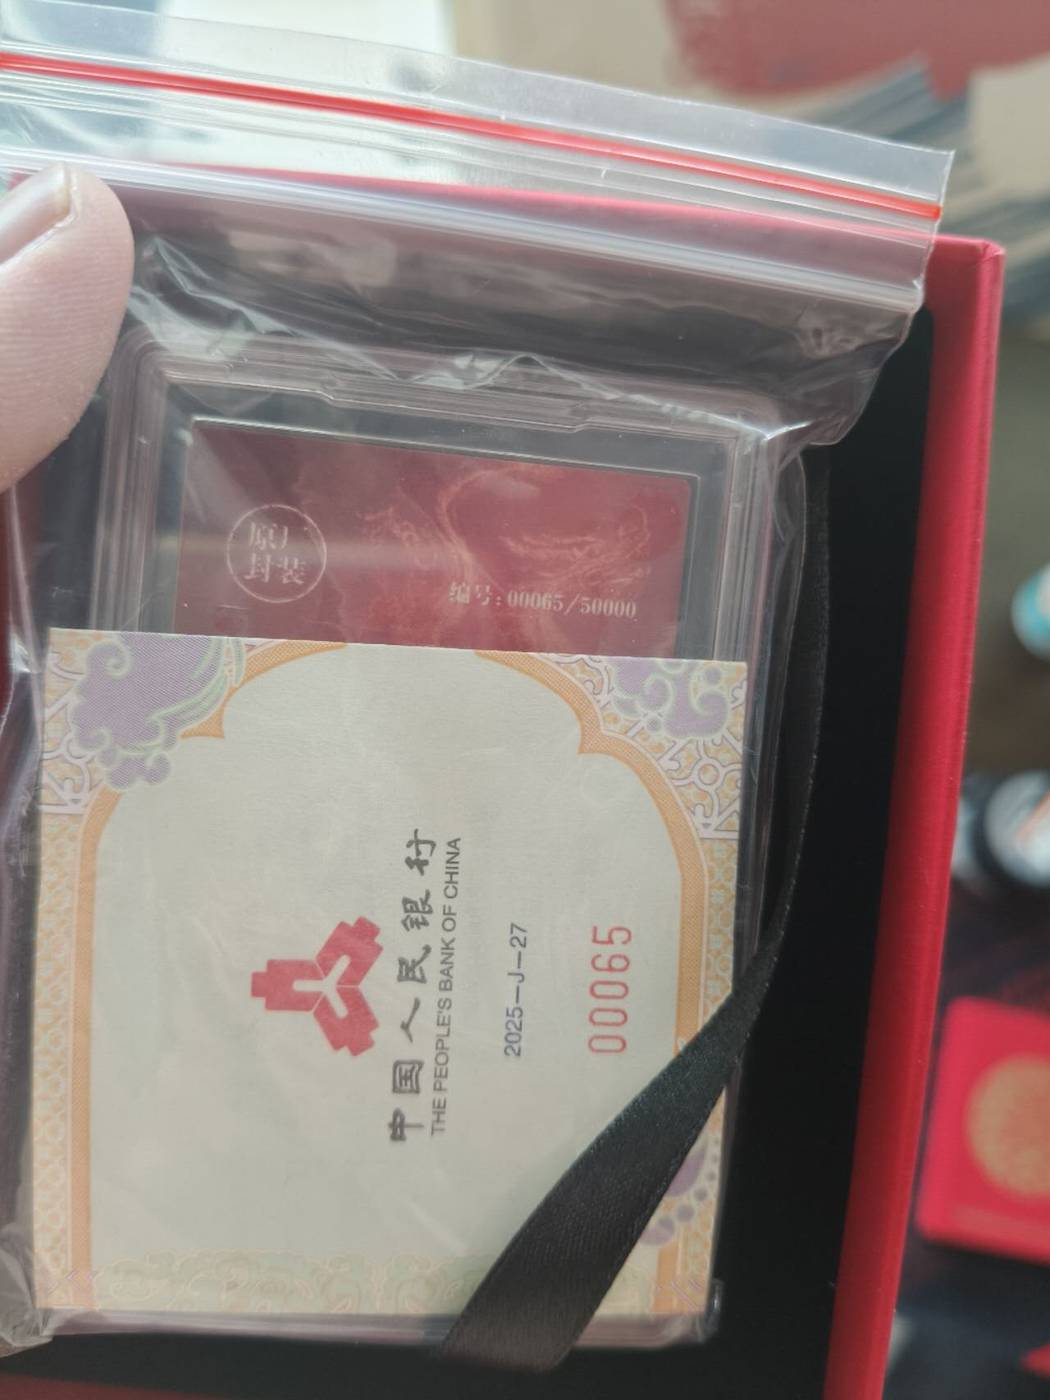 原厂
封装
编号:00065/50000
中国人民银行
THE PEOPLE'S BANK OF CHINA
2025-J-27
00065